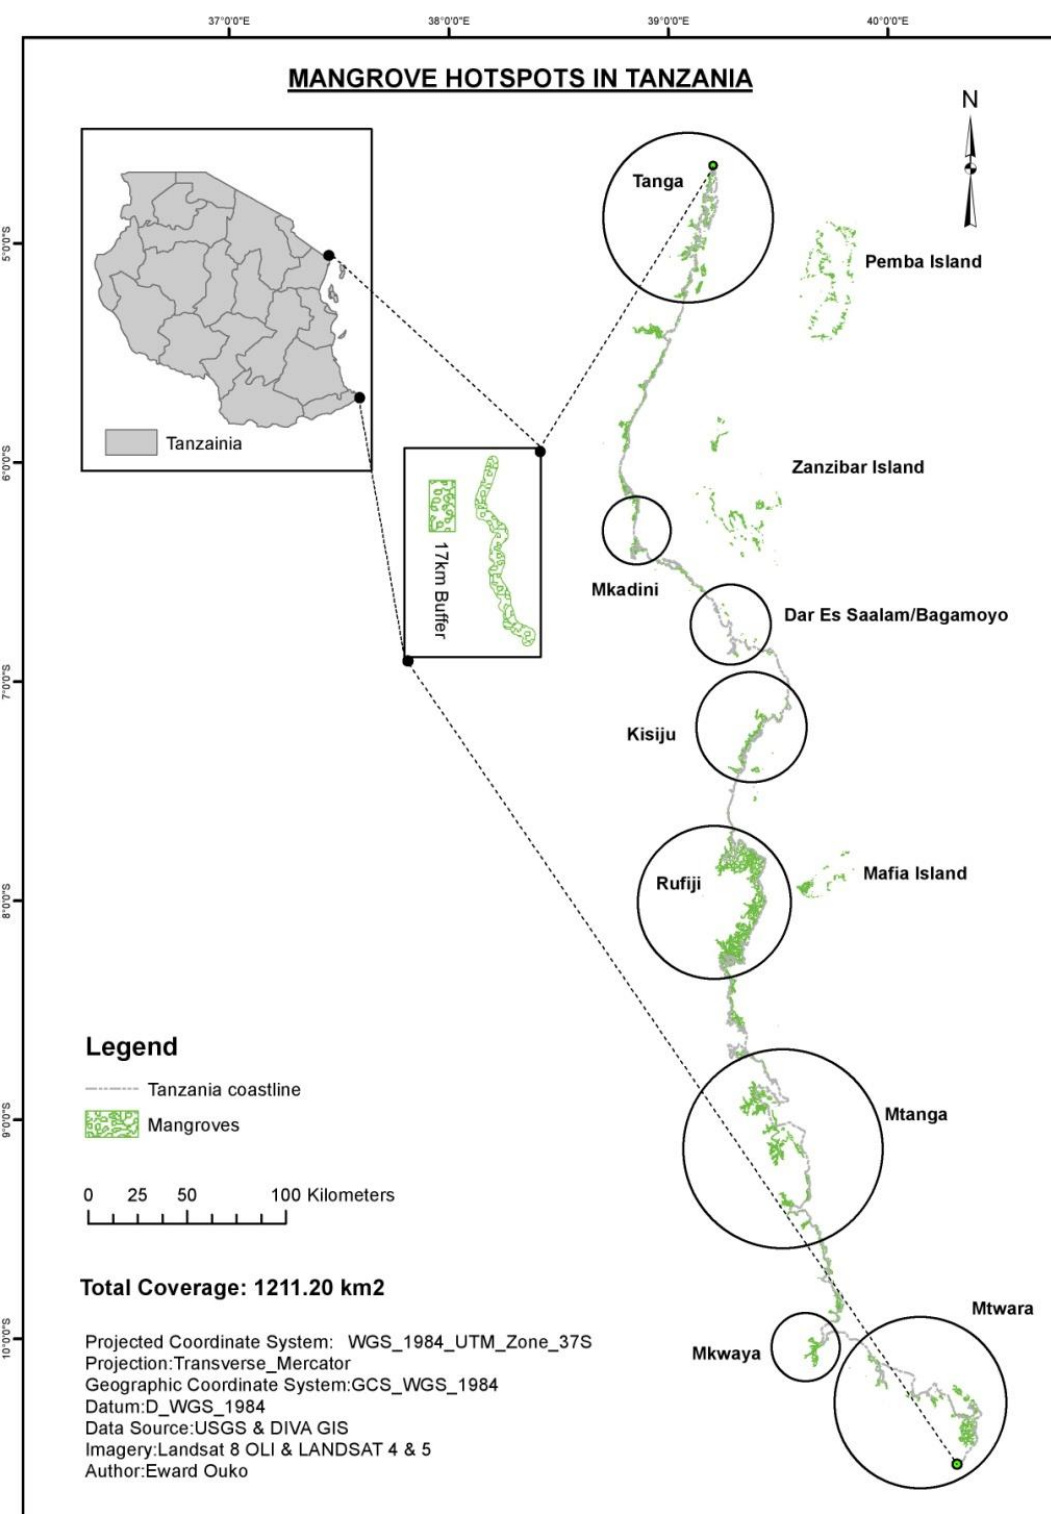 37°0'0"E
38°0'0"E
39°0'0"E
40°0'0"E
MANGROVE HOTSPOTS IN TANZANIA
N
Tanga
5°0'0"S
Pemba Island
Tanzainia
6°0'0"S
Zanzibar Island
17km Buffer
Mkadini
Dar Es Saalam/Bagamoyo
7°0'0"S
Kisiju
Rufiji
Mafia Island
8°0'0"S
Legend
Tanzania coastline
Mangroves
9°0'0"S
Mtanga
0 25 50 100 Kilometers
Total Coverage: 1211.20 km2
Mtwara
10°0'0"S
Mkwaya
Projected Coordinate System: WGS_1984_UTM_Zone_37S
Projection:Transverse_Mercator
Geographic Coordinate System:GCS_WGS_1984
Datum:D_WGS_1984
Data Source:USGS & DIVA GIS
Imagery:Landsat 8 OLI & LANDSAT 4 & 5
Author:Eward Ouko